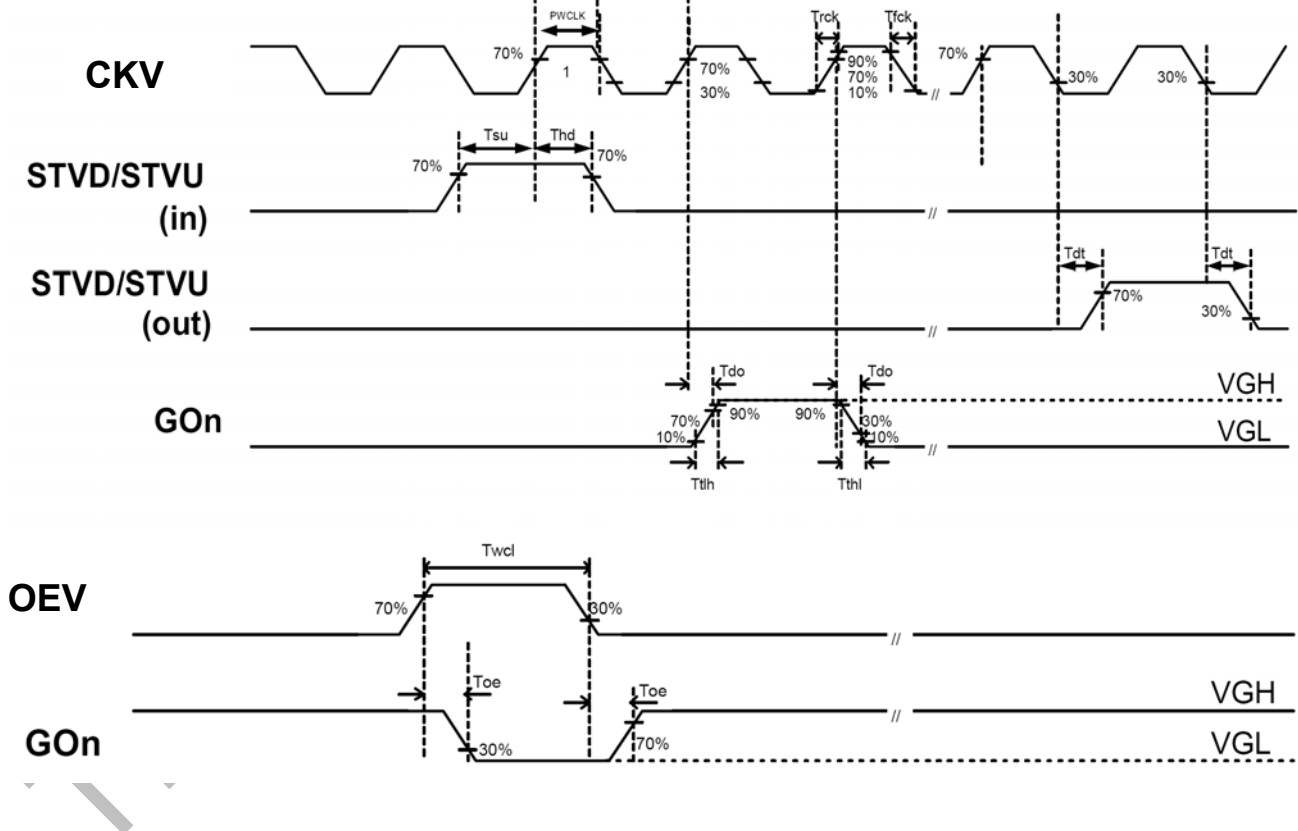 PWCLK
Trck
Tfck
CKV
70%
1
70%
30%
90%
70%
10%
70%
30%
30%
STVD/STVU
(in)
70%
Tsu
Thd
70%
STVD/STVU
(out)
Tdt
Tdt
70%
30%
GOn
Tdo
Tdo
VGH
70%
90%
90%
30%
10%
10%
VGL
Ttlh
Tthl
OEV
Twcl
70%
30%
GOn
Toe
Toe
VGH
30%
70%
VGL
//
//
//
//
//
//